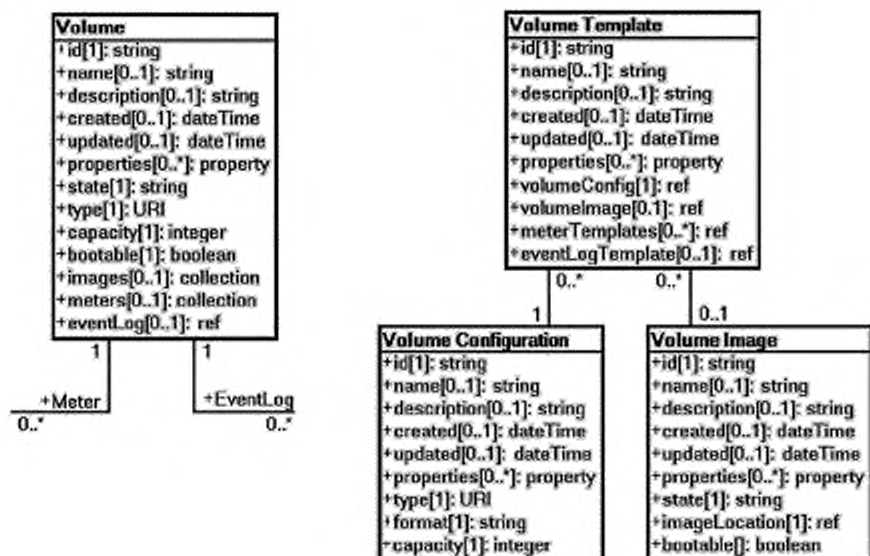 Volume
+id[1]: string
+name[0..1]: string
+description[0..1]: string
+created[0..1]: dateTime
+updated[0..1]: dateTime
+properties[0..*]: property
+state[1]: string
+type[1]: URI
+capacity[1]: integer
+bootable[1]: boolean
+images[0..1]: collection
+meters[0..1]: collection
+eventLog[0..1]: ref
1
1
+Meter
0..*
+EventLog
0..*
Volume Template
+id[1]: string
+name[0..1]: string
+description[0..1]: string
+created[0..1]: dateTime
+updated[0..1]: dateTime
+properties[0..*]: property
+volumeConfig[1]: ref
+volumeImage[0.1]: ref
+meterTemplates[0..*]: ref
+eventLogTemplate[0..1]: ref
0..*
0..*
1
0..1
Volume Configuration
+id[1]: string
+name[0..1]: string
+description[0..1]: string
+created[0..1]: dateTime
+updated[0..1]: dateTime
+properties[0..*]: property
+type[1]: URI
+format[1]: string
+capacity[1]: integer
Volume Image
+id[1]: string
+name[0..1]: string
+description[0..1]: string
+created[0..1]: dateTime
+updated[0..1]: dateTime
+properties[0..*]: property
+state[1]: string
+imageLocation[1]: ref
+bootable[]: boolean